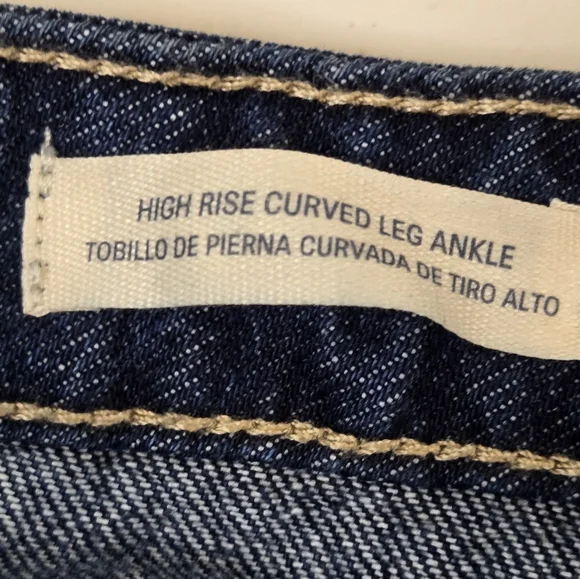 HIGH RISE CURVED LEG ANKLE
TOBILLO DE PIERNA CURVADA DE TIRO ALTO